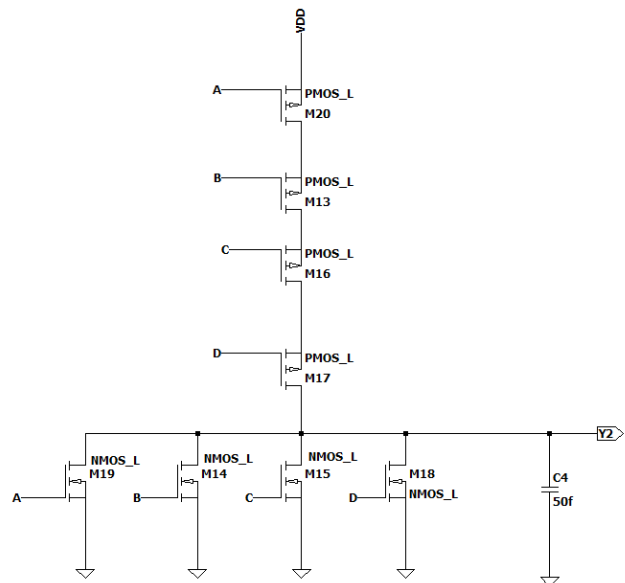 VDD
A
PMOS_L
M20
B
PMOS_L
M13
C
PMOS_L
M16
D
PMOS_L
M17
Y2
NMOS_L
M19
A
NMOS_L
M14
B
NMOS_L
M15
C
M18
NMOS_L
D
C4
50f